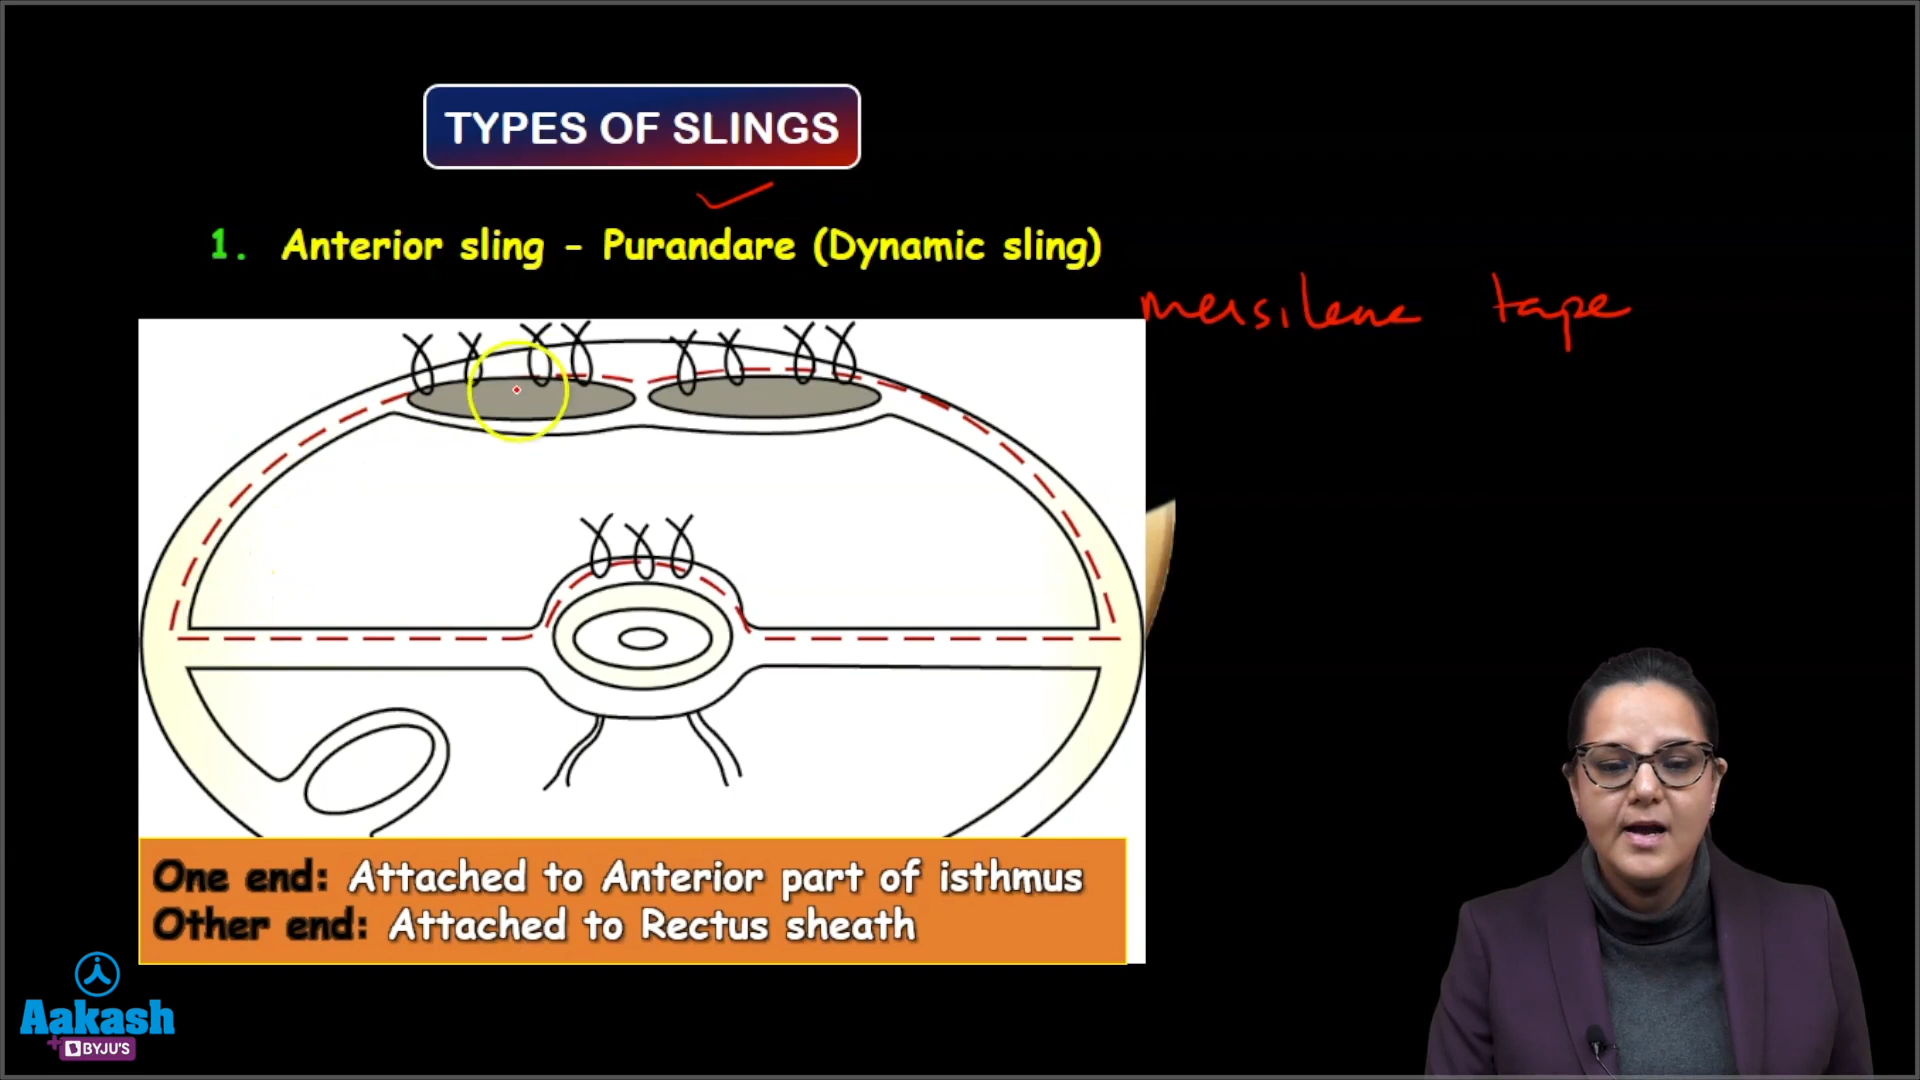 TYPES OF SLINGS
1. Anterior sling – Purandare (Dynamic sling)
mersilene tape
One end: Attached to Anterior part of isthmus
Other end: Attached to Rectus sheath
Aakash
+ BYJU'S